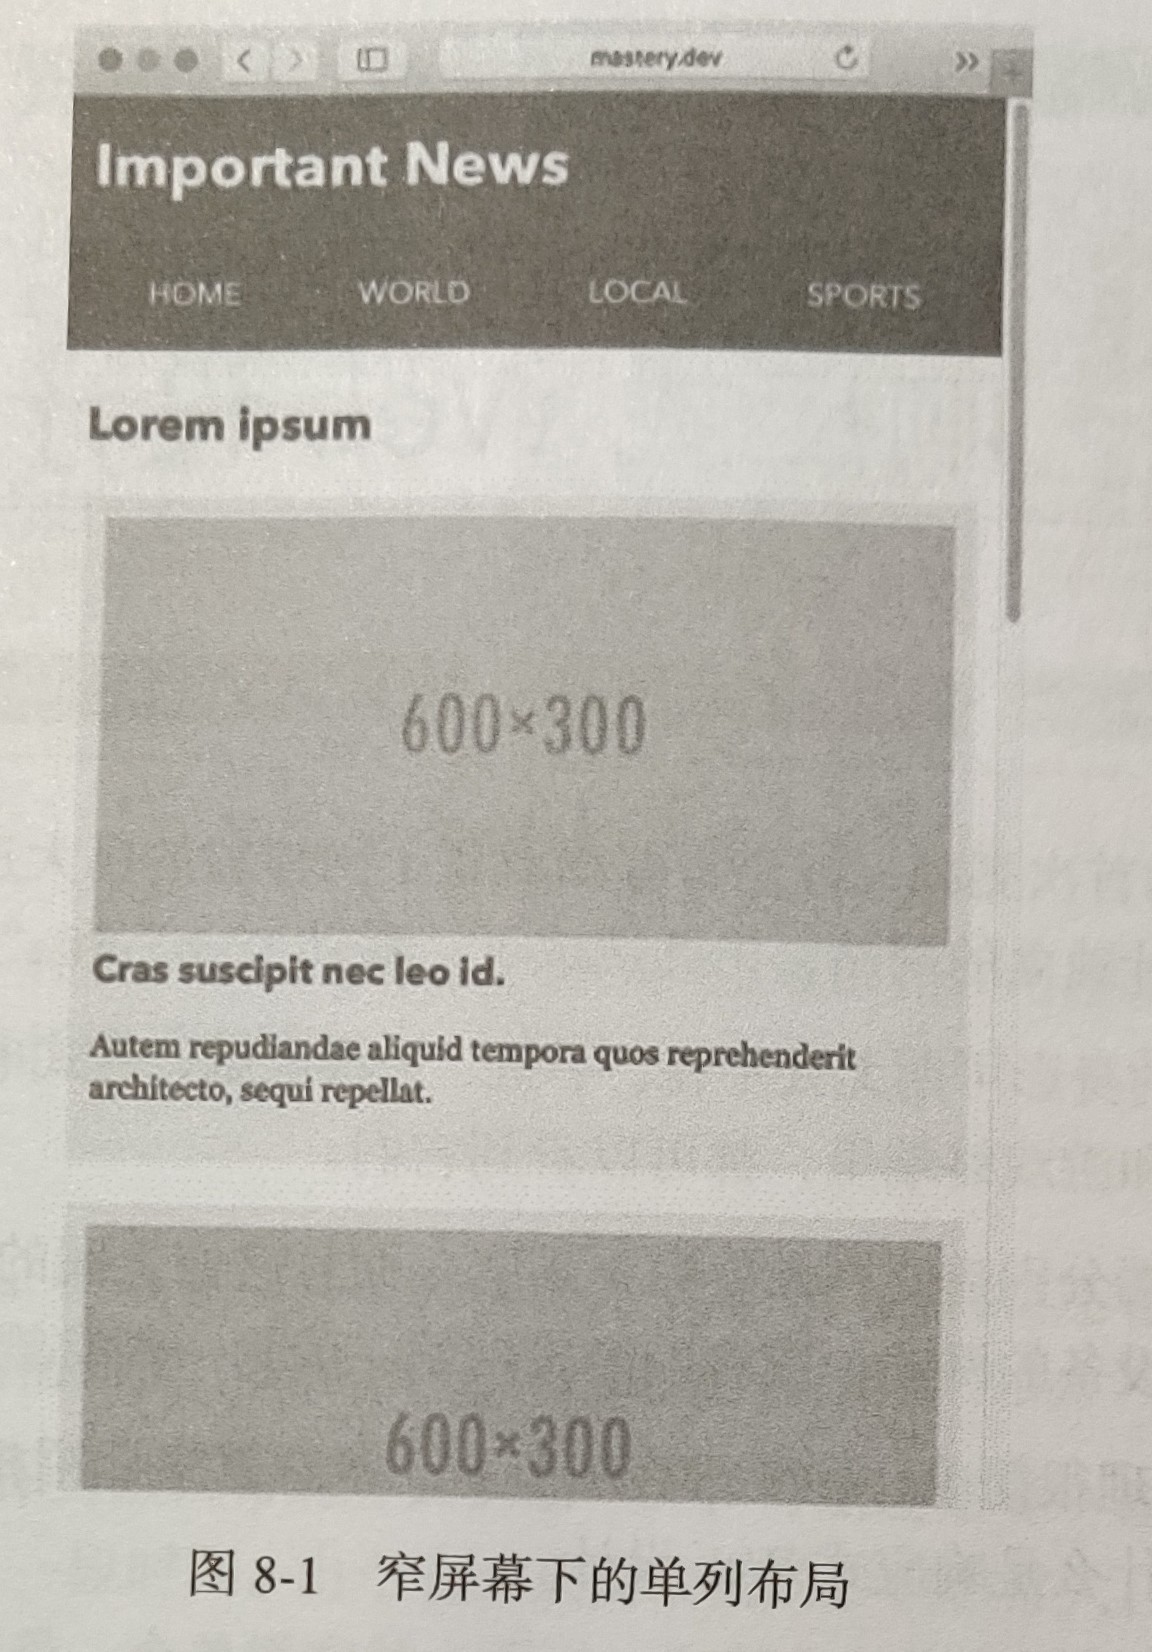 mastery.dev
Important News
HOME WORLD LOCAL SPORTS
Lorem ipsum
600×300
Cras suscipit nec leo id.
Autem repudiandae aliquid tempora quos reprehenderit
architecto, sequi repellat.
600×300
图 8-1 窄屏幕下的单列布局